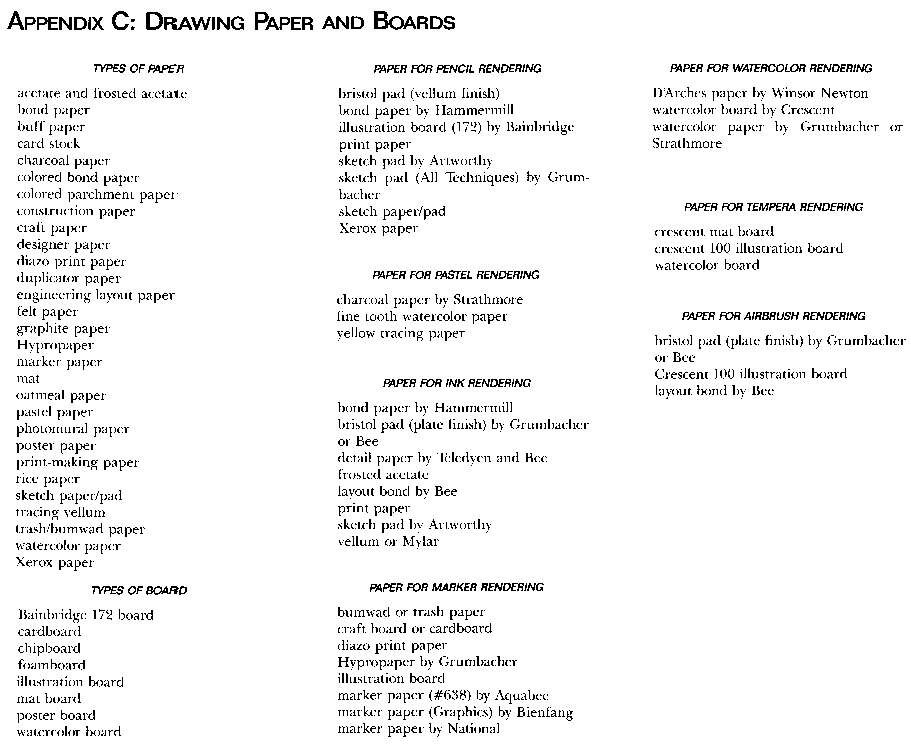 APPENDIX C: DRAWING PAPER AND BOARDS
TYPES OF PAPER
acetate and frosted acetate
bond paper
buff paper
card stock
charcoal paper
colored bond paper
colored parchment paper
construction paper
craft paper
designer paper
diazo print paper
duplicator paper
engineering layout paper
felt paper
graphite paper
Hypropaper
marker paper
mat
oatmeal paper
pastel paper
photomural paper
poster paper
print-making paper
rice paper
sketch paper/pad
tracing vellum
trash/bumwad paper
watercolor paper
Xerox paper
TYPES OF BOARD
Bainbridge 172 board
cardboard
chipboard
foamboard
illustration board
mat board
poster board
watercolor board
PAPER FOR PENCIL RENDERING
bristol pad (vellum finish)
bond paper by Hammermill
illustration board (172) by Bainbridge
print paper
sketch pad by Artworthy
sketch pad (All Techniques) by Grum-
bacher
sketch paper/pad
Xerox paper
PAPER FOR PASTEL RENDERING
charcoal paper by Strathmore
fine tooth watercolor paper
yellow tracing paper
PAPER FOR INK RENDERING
bond paper by Hammermill
bristol pad (plate finish) by Grumbacher
or Bee
detail paper by Teledyen and Bee
frosted acetate
layout bond by Bee
print paper
sketch pad by Artworthy
vellum or Mylar
PAPER FOR MARKER RENDERING
bumwad or trash paper
craft board or cardboard
diazo print paper
Hypropaper by Grumbacher
illustration board
marker paper (#638) by Aquabee
marker paper (Graphics) by Bienfang
marker paper by National
PAPER FOR WATERCOLOR RENDERING
D'Arches paper by Winsor Newton
watercolor board by Crescent
watercolor paper by Grumbacher or
Strathmore
PAPER FOR TEMPERA RENDERING
crescent mat board
crescent 100 illustration board
watercolor board
PAPER FOR AIRBRUSH RENDERING
bristol pad (plate finish) by Grumbacher
or Bee
Crescent 100 illustration board
layout bond by Bee